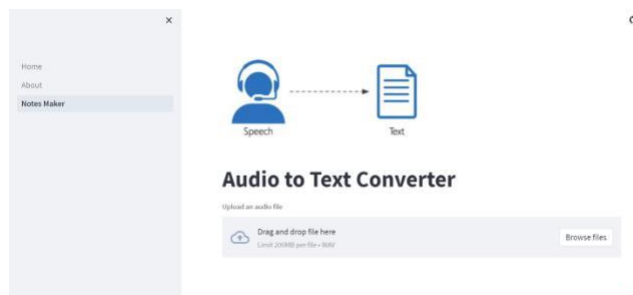 Home
About
Notes Maker
Speech
Text
Audio to Text Converter
Upload an audio file
Drag and drop file here
Limit 200MB per file • WAV
Browse files